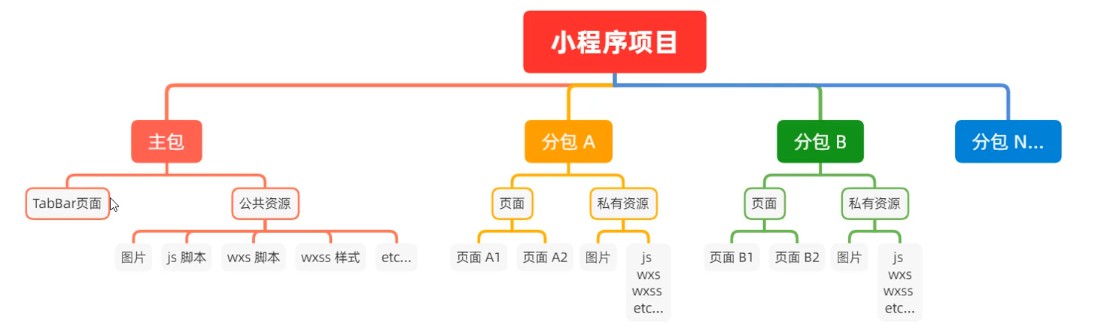 小程序项目
主包
分包 A
分包 B
分包 N...
TabBar页面
公共资源
页面
私有资源
页面
私有资源
图片
js 脚本
wxs 脚本
wxss 样式
etc...
页面 A1
页面 A2
图片
js
wxs
wxss
etc...
页面 B1
页面 B2
图片
js
wxs
wxss
etc...